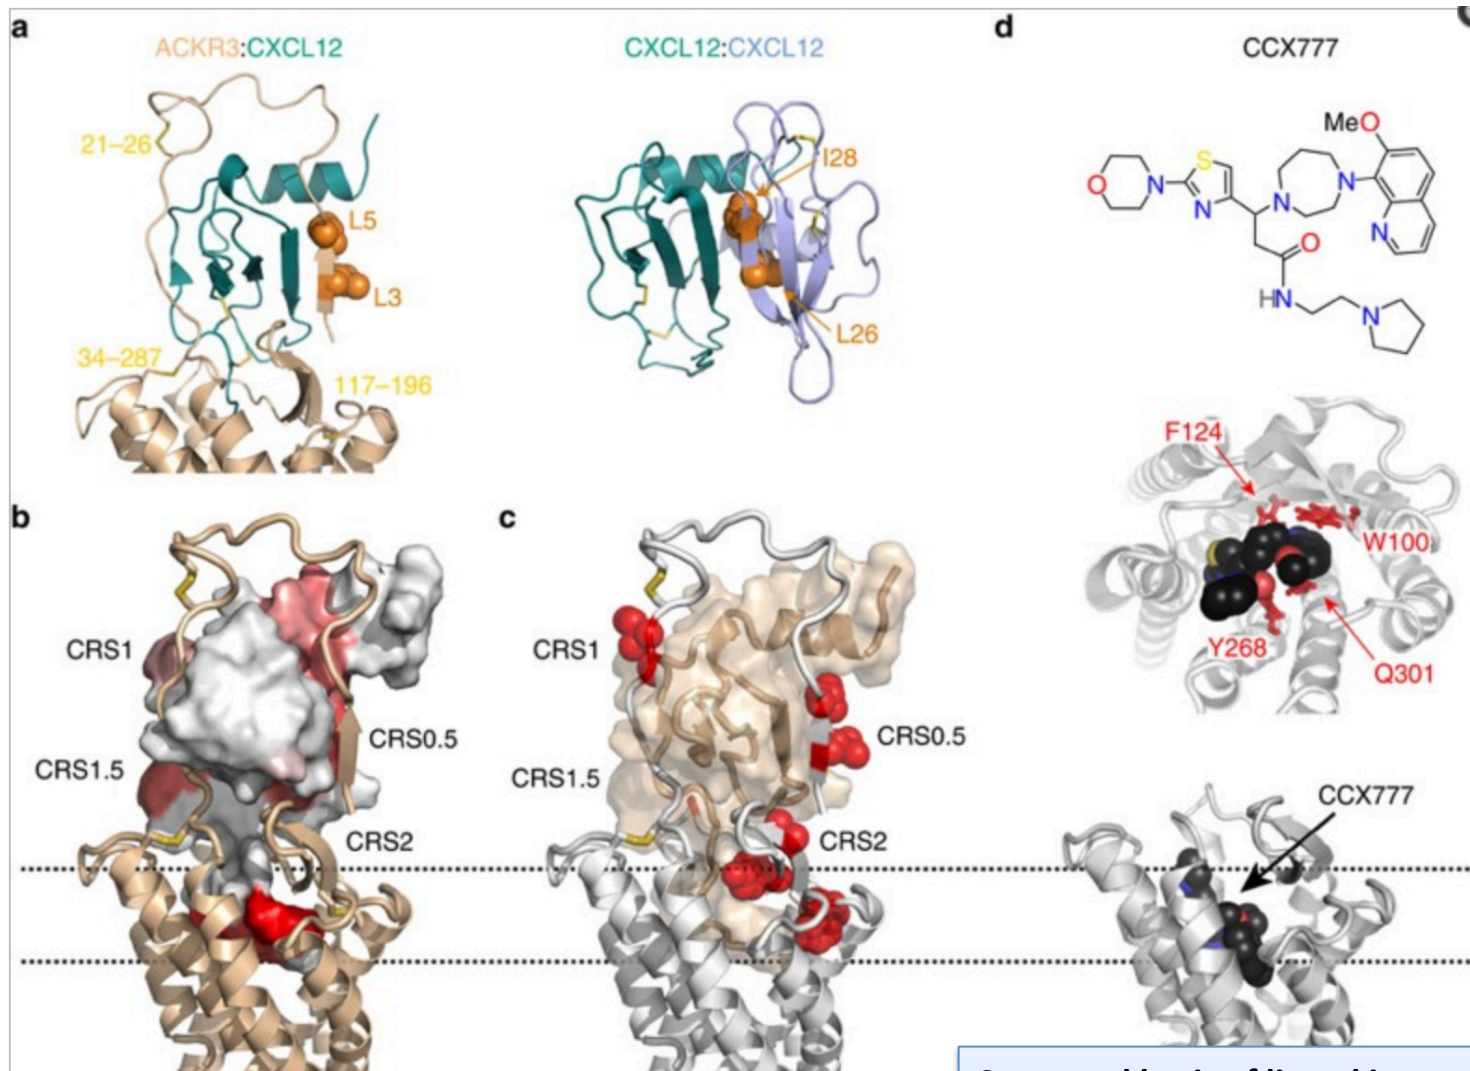 a
ACKR3:CXCL12
CXCL12:CXCL12
21–26
L5
L3
34–287
117–196
I28
L26
b
CRS1
CRS0.5
CRS1.5
CRS2
c
CRS1
CRS0.5
CRS1.5
CRS2
d
CCX777
MeO
S
O
N
N
N
N
N
O
HN
N
F124
W100
Y268
Q301
CCX777